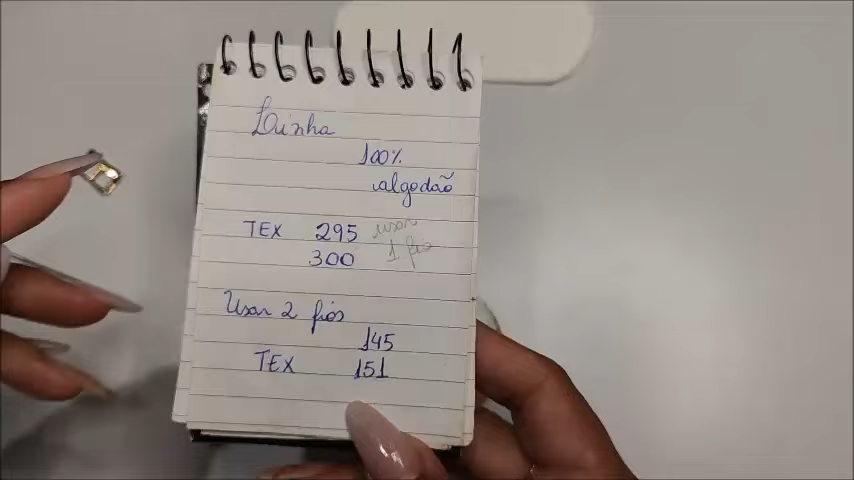 Linha
100%
algodão
TEX 295 usar
300 1 fio
Usar 2 fios
145
TEX 151